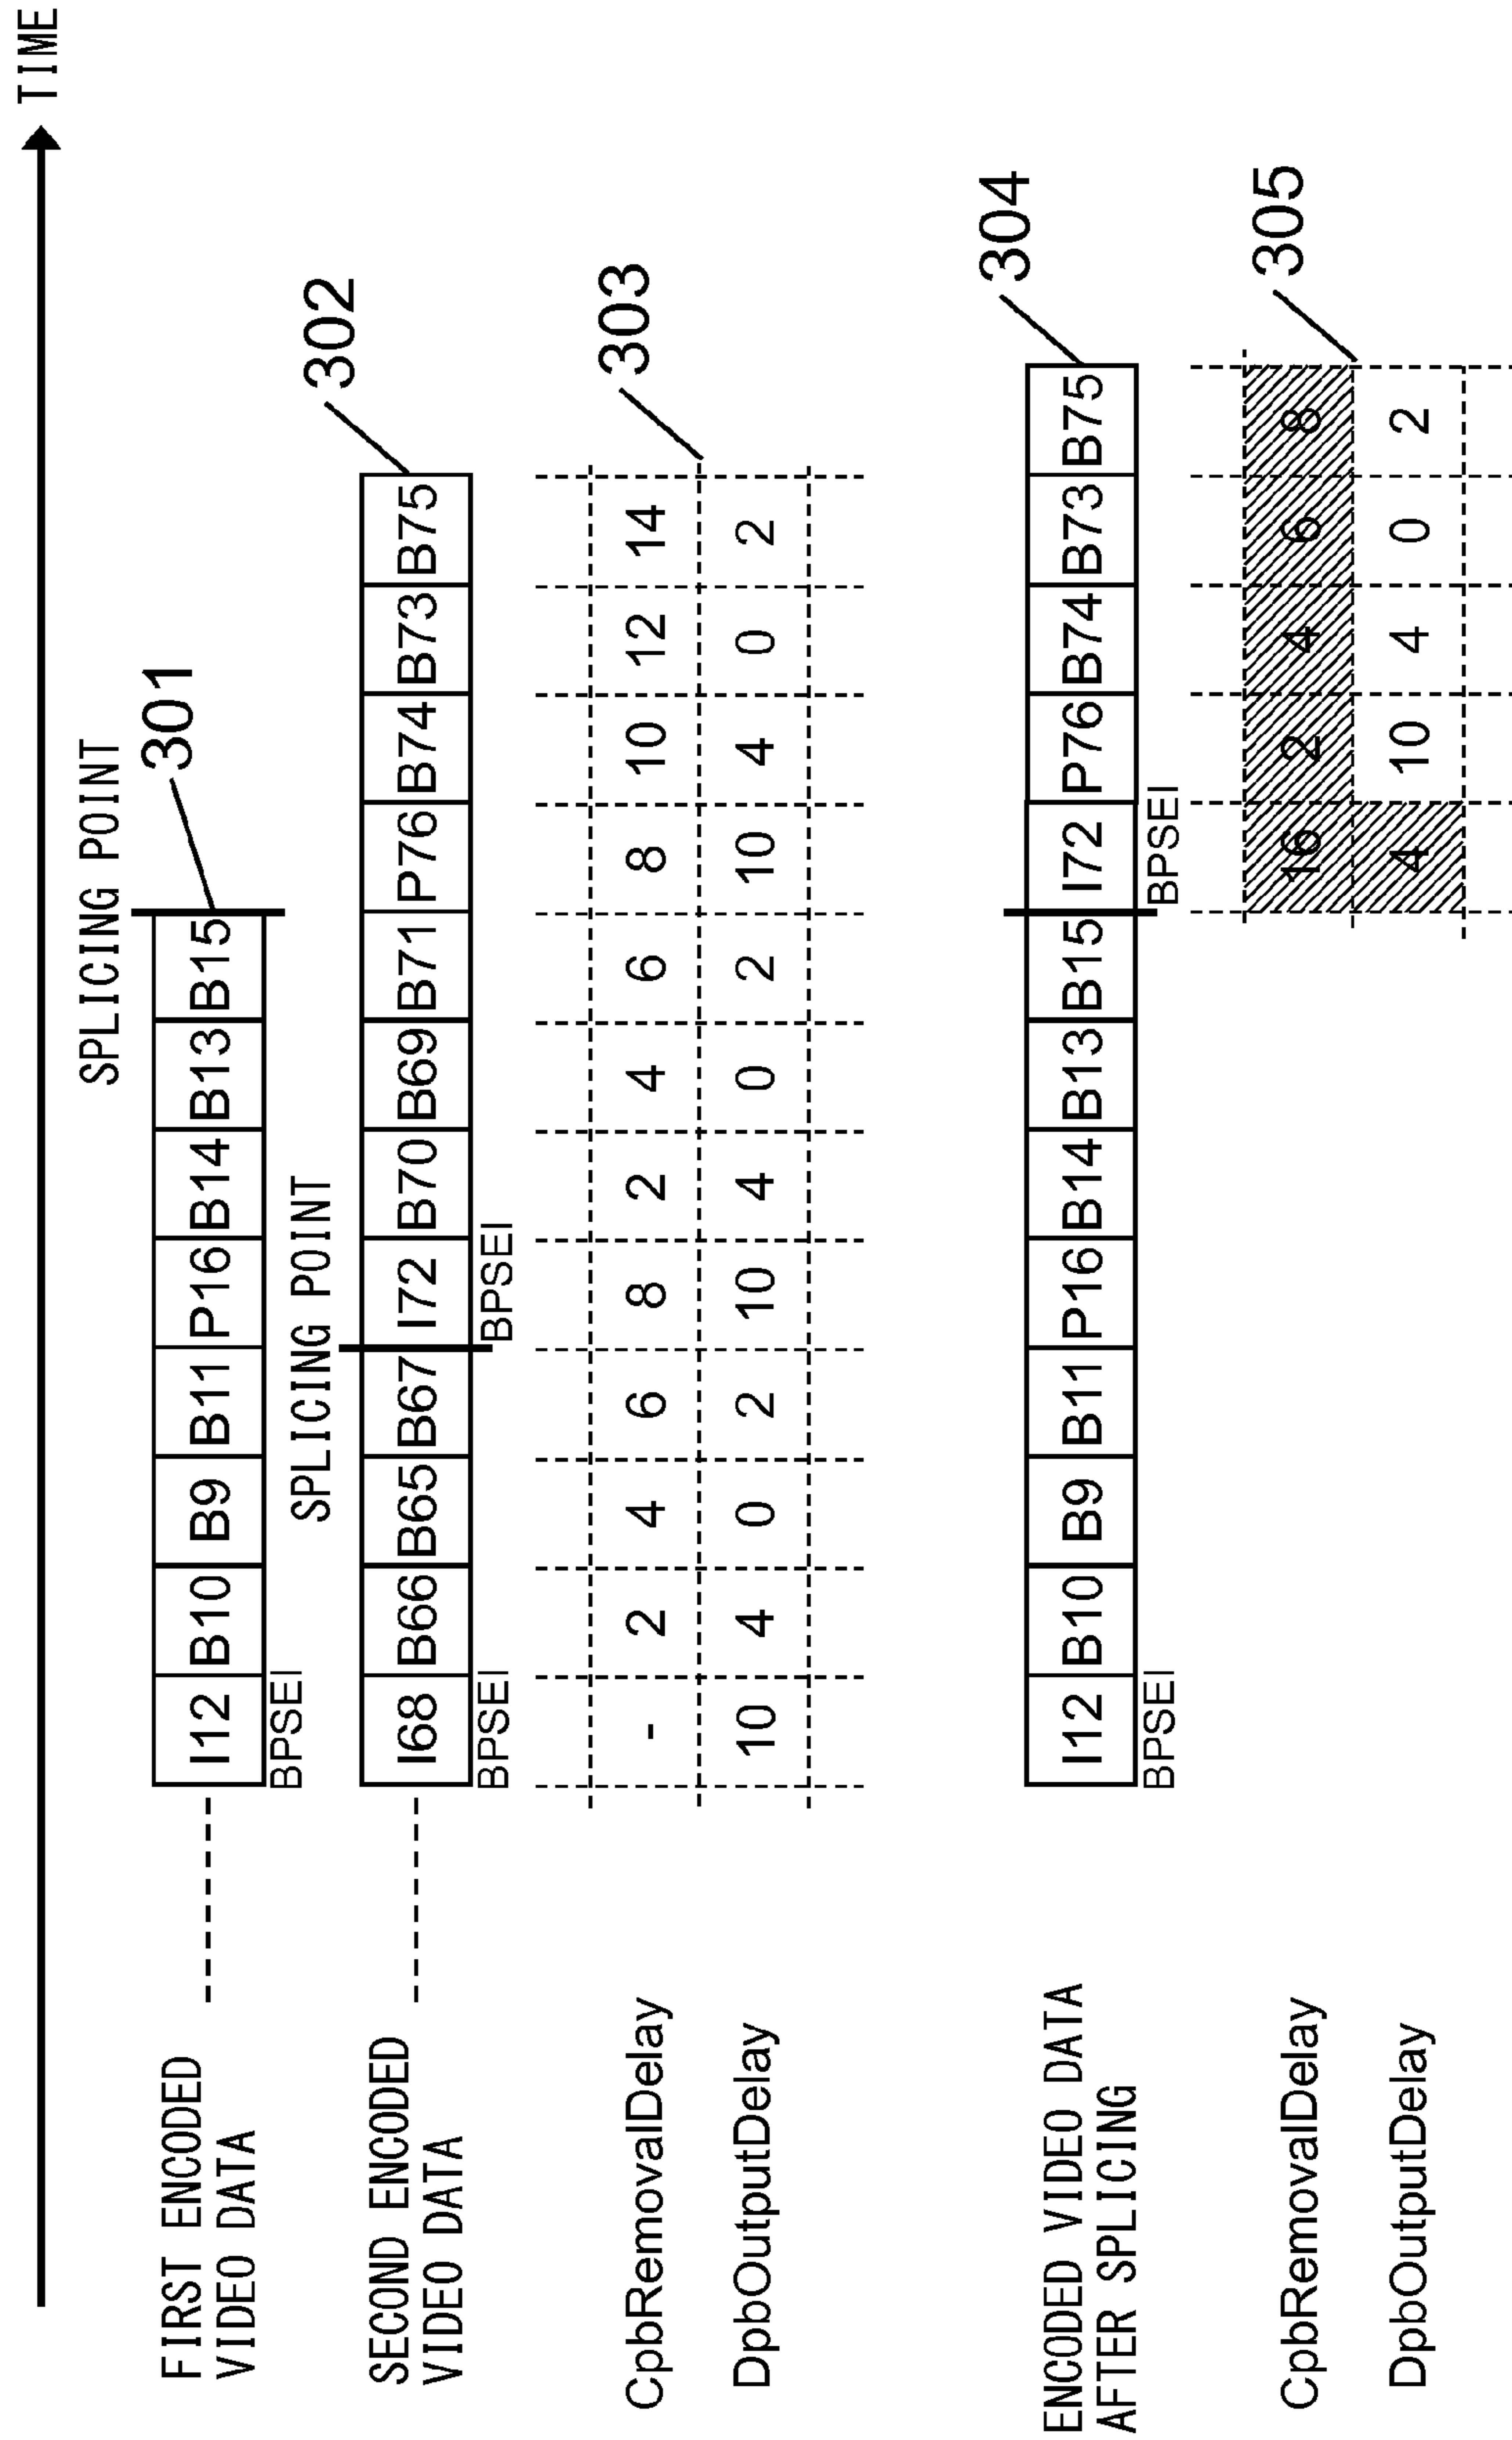 TIME
SPLICING POINT
301
FIRST ENCODED
VIDEO DATA
I12 B10 B9 B11 P16 B14 B13 B15
BPSEI
SPLICING POINT
302
SECOND ENCODED
VIDEO DATA
I68 B66 B65 B67 I72 B70 B69 B71 P76 B74 B73 B75
BPSEI BPSEI
303
CpbRemovalDelay - 2 4 6 8 2 4 6 8 10 12 14
DpbOutputDelay 10 4 0 2 10 4 0 2 10 4 0 2
304
ENCODED VIDEO DATA
AFTER SPLICING
I12 B10 B9 B11 P16 B14 B13 B15 I72 P76 B74 B73 B75
BPSEI BPSEI
305
CpbRemovalDelay 16 2 4 6 8
DpbOutputDelay 4 10 4 0 2